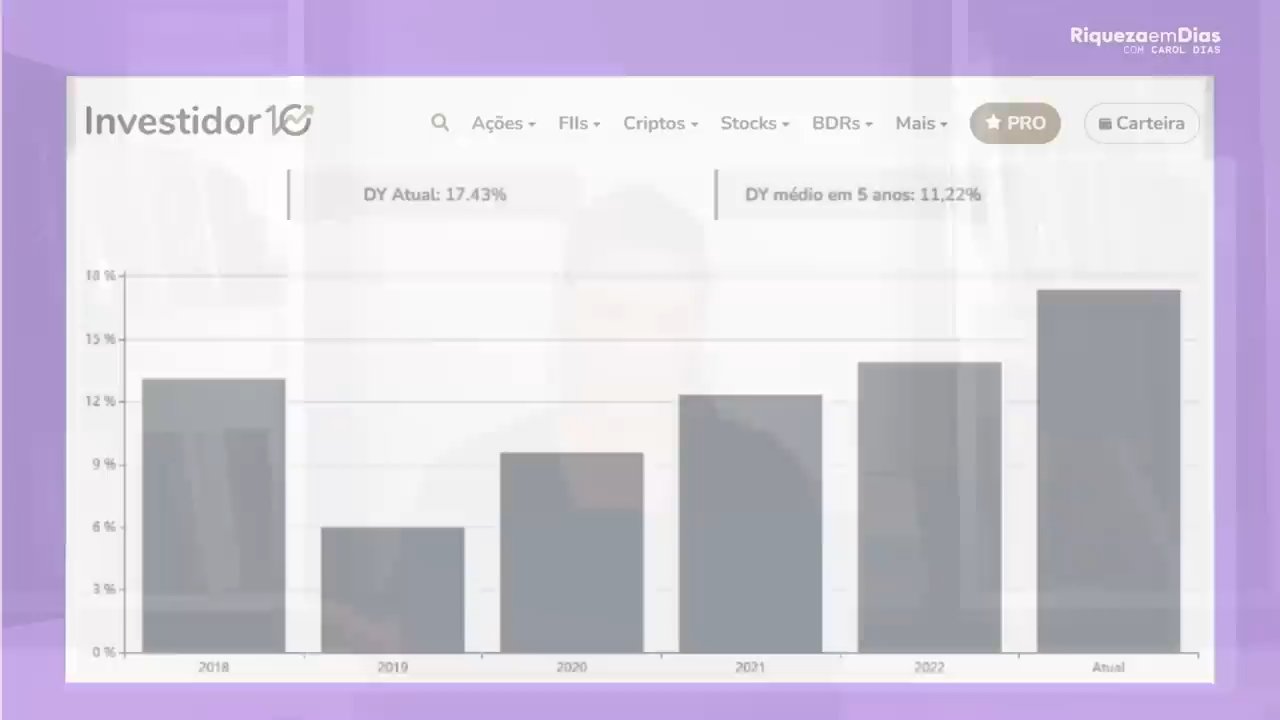 RiquezaemDias
COM CAROL DIAS
Investidor10
Ações FIIs Criptos Stocks BDRs Mais PRO Carteira
DY Atual: 17.43% DY médio em 5 anos: 11,22%
18 %
15 %
12 %
9 %
6 %
3 %
0 %
2018 2019 2020 2021 2022 Atual